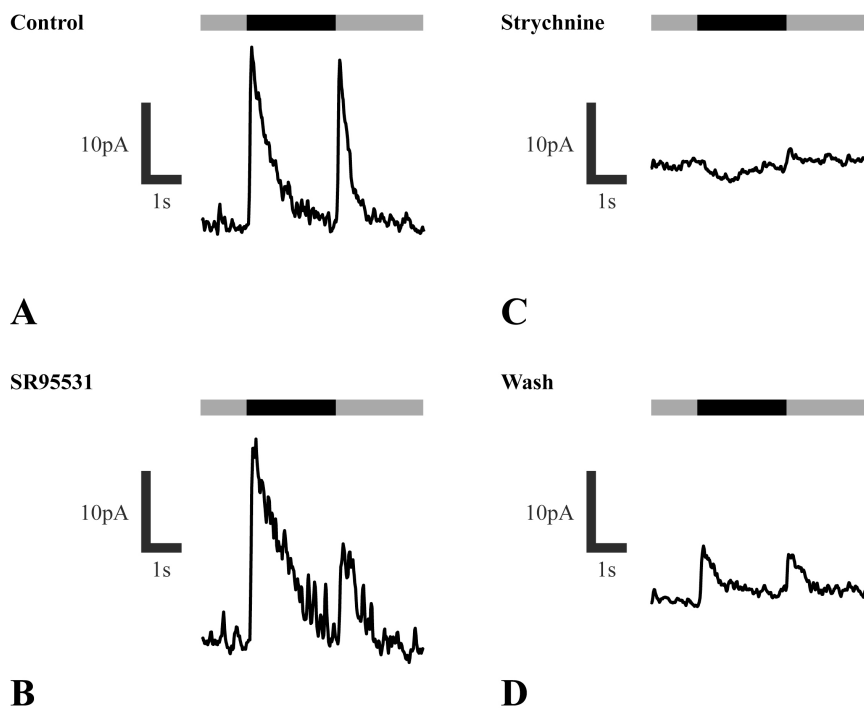 Control
10pA
1s
A
Strychnine
10pA
1s
C
SR95531
10pA
1s
B
Wash
10pA
1s
D